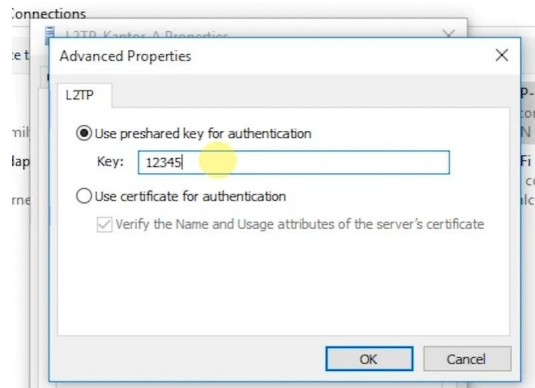 Connections
L2TP-Kantor-A Properties
Advanced Properties
L2TP
Use preshared key for authentication
Key: 12345
Use certificate for authentication
Verify the Name and Usage attributes of the server's certificate
OK
Cancel